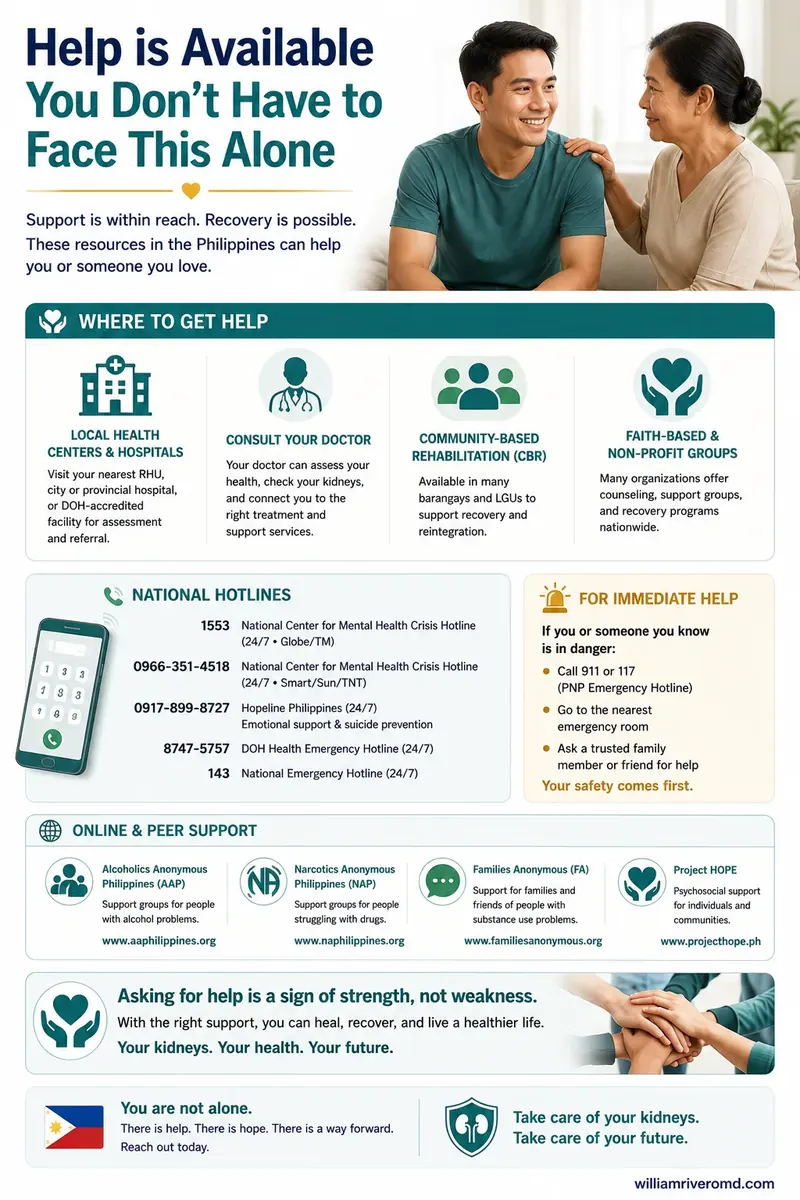 Help is Available
You Don't Have to
Face This Alone
Support is within reach. Recovery is possible.
These resources in the Philippines can help
you or someone you love.
WHERE TO GET HELP
LOCAL HEALTH
CENTERS & HOSPITALS
Visit your nearest RHU,
city or provincial hospital,
or DOH-accredited
facility for assessment
and referral.
CONSULT YOUR DOCTOR
Your doctor can assess your
health, check your kidneys,
and connect you to the
right treatment and
support services.
COMMUNITY-BASED
REHABILITATION (CBR)
Available in many
barangays and LGUs to
support recovery and
reintegration.
FAITH-BASED &
NON-PROFIT GROUPS
Many organizations offer
counseling, support groups,
and recovery programs
nationwide.
NATIONAL HOTLINES
1553 National Center for Mental Health Crisis Hotline
(24/7 • Globe/TM)
0966-351-4518 National Center for Mental Health Crisis Hotline
(24/7 • Smart/Sun/TNT)
0917-899-8727 Hopeline Philippines (24/7)
Emotional support & suicide prevention
8747-5757 DOH Health Emergency Hotline (24/7)
143 National Emergency Hotline (24/7)
FOR IMMEDIATE HELP
If you or someone you know
is in danger:
• Call 911 or 117
(PNP Emergency Hotline)
• Go to the nearest
emergency room
• Ask a trusted family
member or friend for help
Your safety comes first.
ONLINE & PEER SUPPORT
Alcoholics Anonymous
Philippines (AAP)
Support groups for people
with alcohol problems.
www.aaphilippines.org
NA
Narcotics Anonymous
Philippines (NAP)
Support groups for people
struggling with drugs.
www.naphilippines.org
Families Anonymous (FA)
Support for families and
friends of people with
substance use problems.
www.familiesanonymous.org
Project HOPE
Psychosocial support
for individuals and
communities.
www.projecthope.ph
Asking for help is a sign of strength, not weakness.
With the right support, you can heal, recover, and live a healthier life.
Your kidneys. Your health. Your future.
You are not alone.
There is help. There is hope. There is a way forward.
Reach out today.
Take care of your kidneys.
Take care of your future.
williamriveromd.com